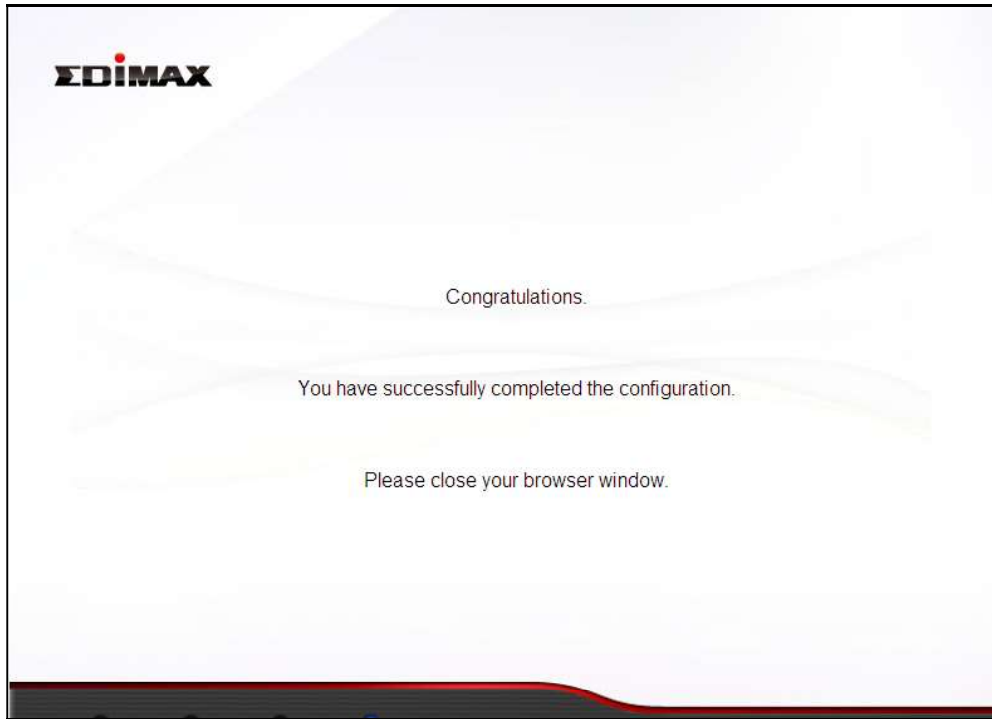 EDIMAX
Congratulations.
You have successfully completed the configuration.
Please close your browser window.